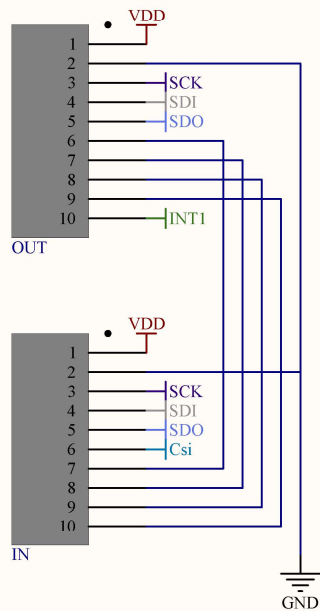 VDD
1
2
3 SCK
4 SDI
5 SDO
6
7
8
9
10 INT1
OUT
VDD
1
2
3 SCK
4 SDI
5 SDO
6 Csi
7
8
9
10
IN
GND